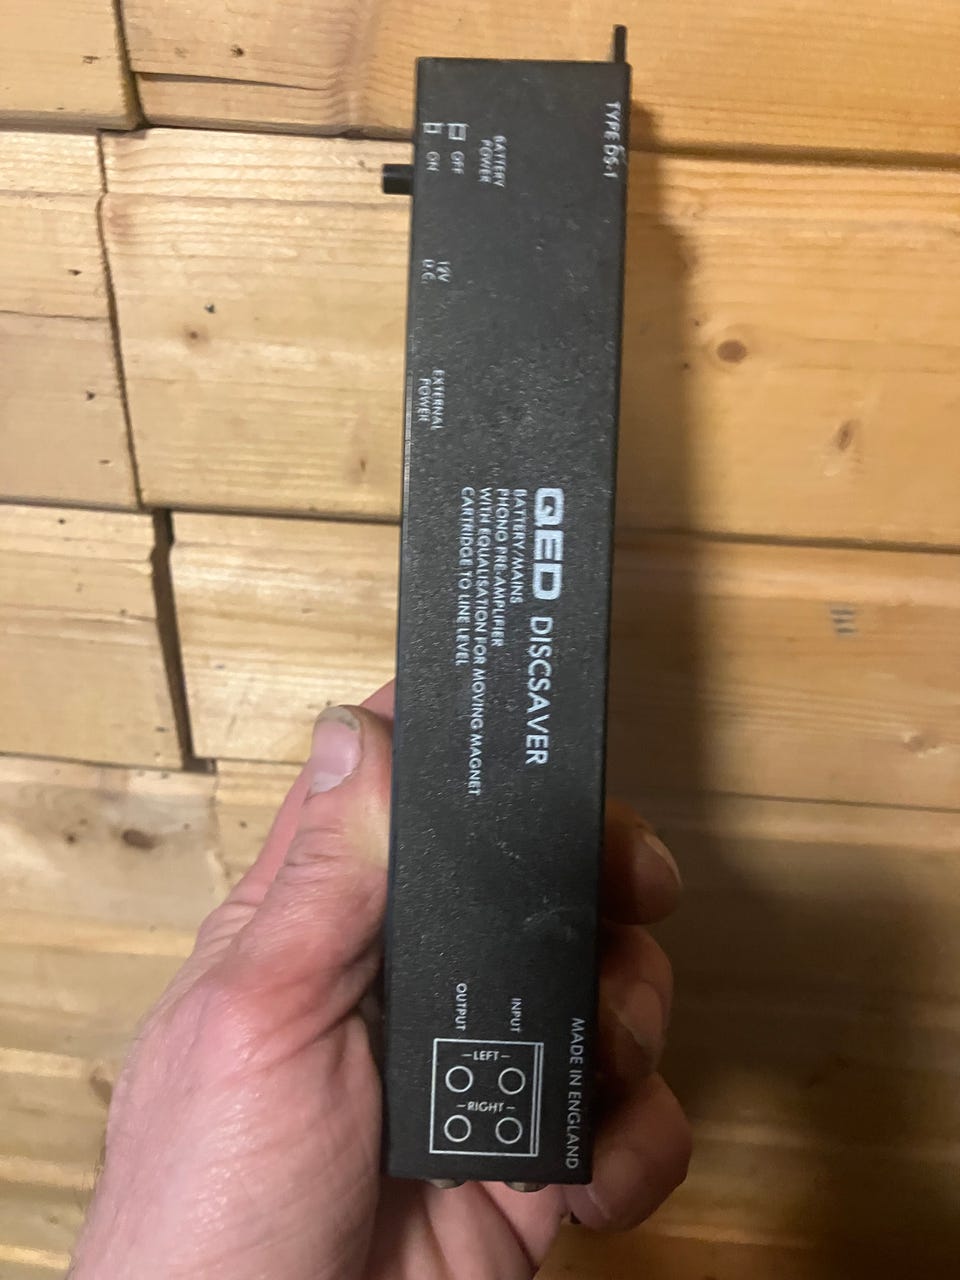 TYPE DS-1
BATTERY
POWER
OFF
ON
12V
D.C.
EXTERNAL
POWER
QED DISCSAVER
BATTERY/MAINS
PHONO PRE-AMPLIFIER
WITH EQUALISATION FOR MOVING MAGNET
CARTRIDGE TO LINE LEVEL
MADE IN ENGLAND
INPUT
OUTPUT
-LEFT-
-RIGHT-